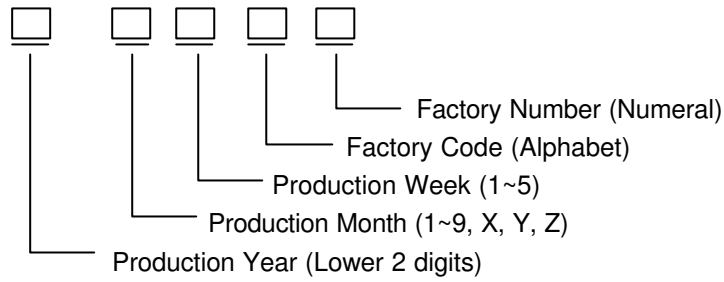 Factory Number (Numeral)
Factory Code (Alphabet)
Production Week (1~5)
Production Month (1~9, X, Y, Z)
Production Year (Lower 2 digits)